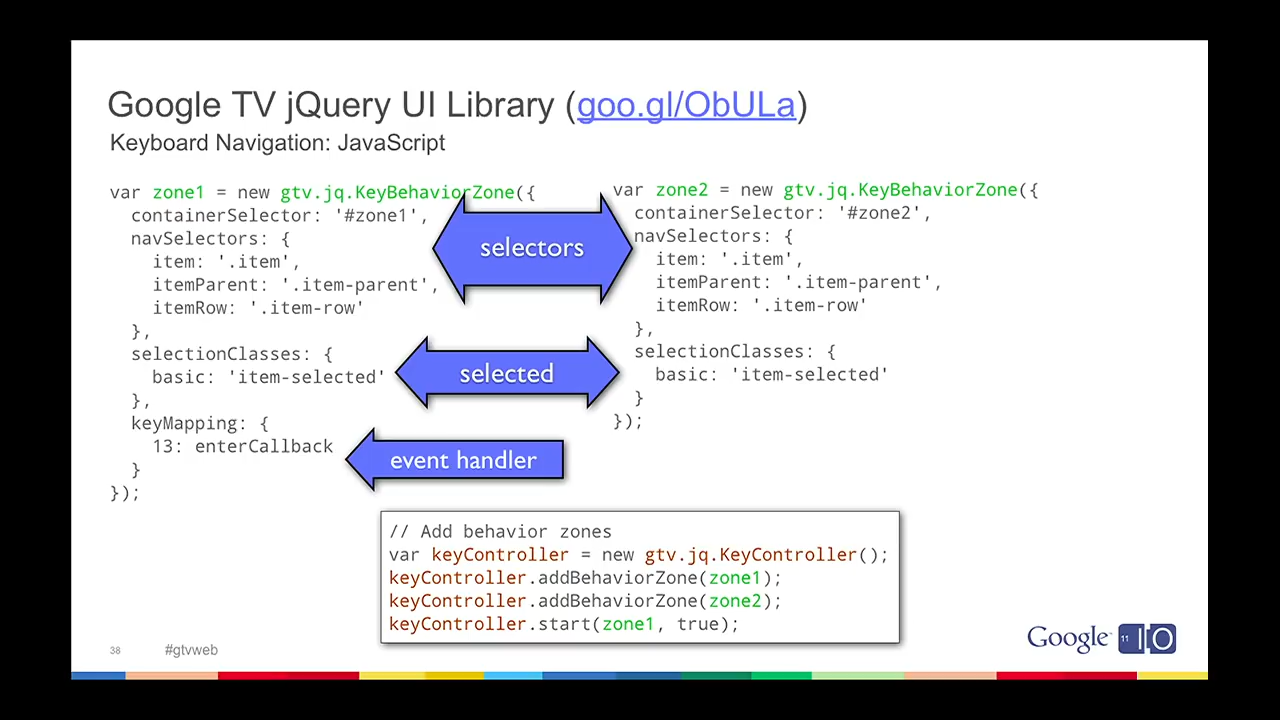 Google TV jQuery UI Library (goo.gl/ObULa)
Keyboard Navigation: JavaScript
var zone1 = new gtv.jq.KeyBehaviorZone({
containerSelector: '#zone1',
navSelectors: {
item: '.item',
itemParent: '.item-parent',
itemRow: '.item-row'
},
selectionClasses: {
basic: 'item-selected'
},
keyMapping: {
13: enterCallback
}
});
selectors
selected
event handler
var zone2 = new gtv.jq.KeyBehaviorZone({
containerSelector: '#zone2',
navSelectors: {
item: '.item',
itemParent: '.item-parent',
itemRow: '.item-row'
},
selectionClasses: {
basic: 'item-selected'
}
});
// Add behavior zones
var keyController = new gtv.jq.KeyController();
keyController.addBehaviorZone(zone1);
keyController.addBehaviorZone(zone2);
keyController.start(zone1, true);
38 #gtvweb
Google 11 IO